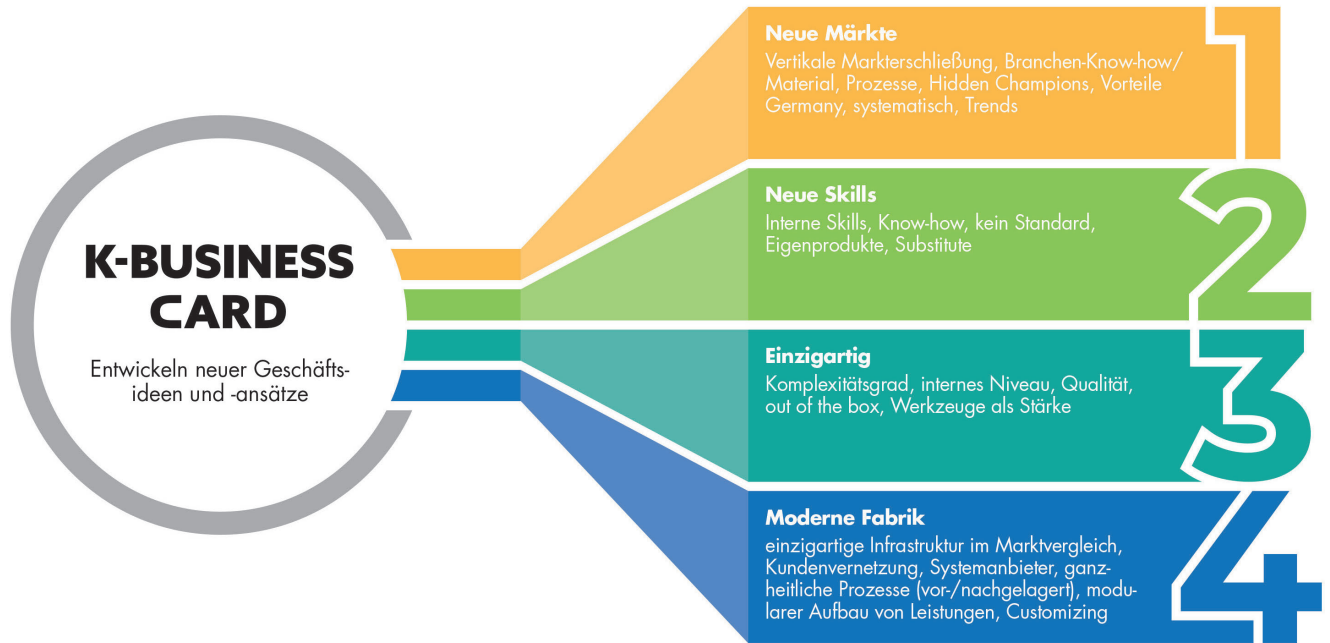 K-BUSINESS
CARD
Entwickeln neuer Geschäfts-
ideen und -ansätze
Neue Märkte
Vertikale Markterschließung, Branchen-Know-how/
Material, Prozesse, Hidden Champions, Vorteile
Germany, systematisch, Trends
1
Neue Skills
Interne Skills, Know-how, kein Standard,
Eigenprodukte, Substitute
2
Einzigartig
Komplexitätsgrad, internes Niveau, Qualität,
out of the box, Werkzeuge als Stärke
3
Moderne Fabrik
einzigartige Infrastruktur im Marktvergleich,
Kundenvernetzung, Systemanbieter, ganz-
heitliche Prozesse (vor-/nachgelagert), modu-
larer Aufbau von Leistungen, Customizing
4